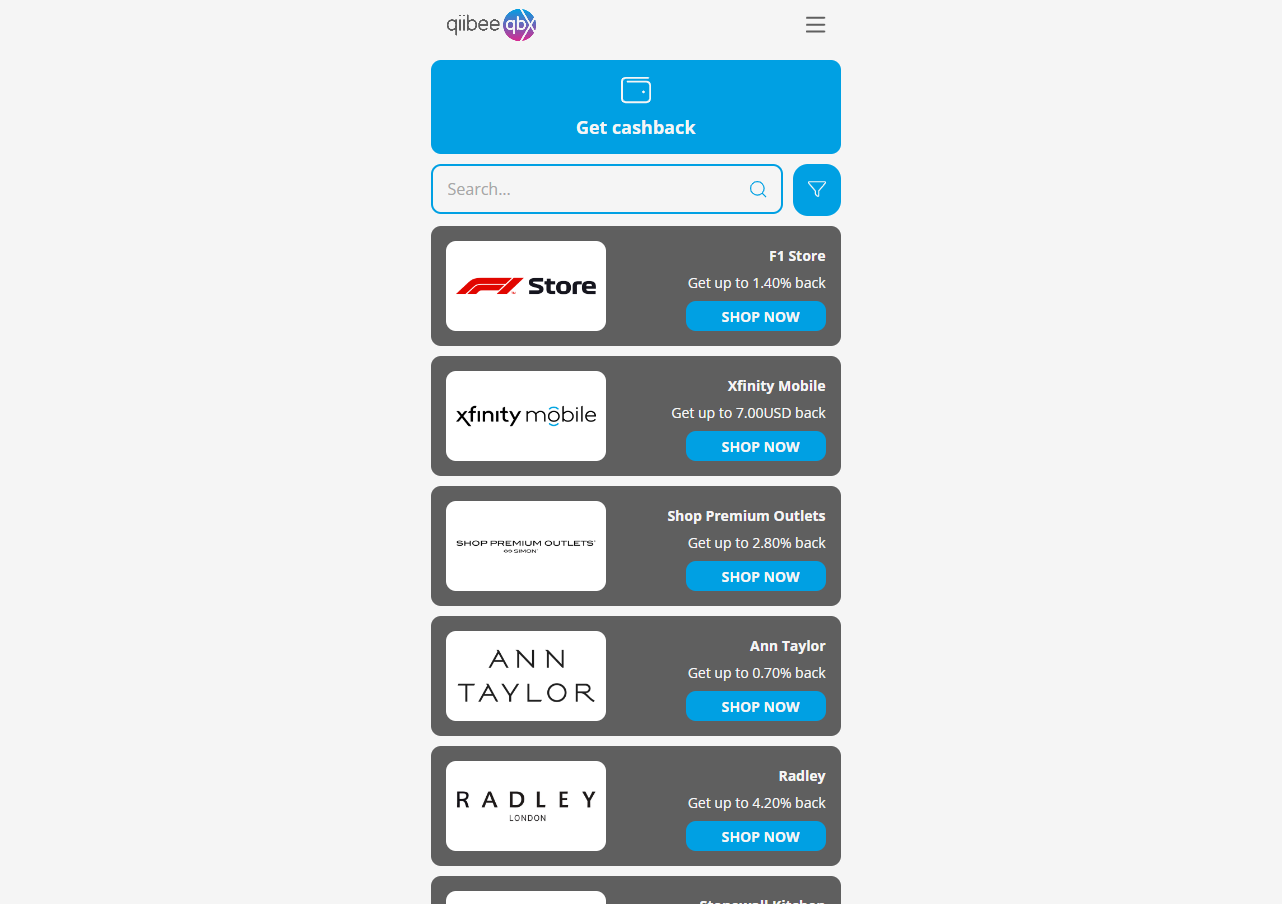 qiibee qbx
Get cashback
Search...
Store
F1 Store
Get up to 1.40% back
SHOP NOW
xfinity mobile
Xfinity Mobile
Get up to 7.00USD back
SHOP NOW
SHOP PREMIUM OUTLETS
SIMON
Shop Premium Outlets
Get up to 2.80% back
SHOP NOW
ANN
TAYLOR
Ann Taylor
Get up to 0.70% back
SHOP NOW
RADLEY
LONDON
Radley
Get up to 4.20% back
SHOP NOW